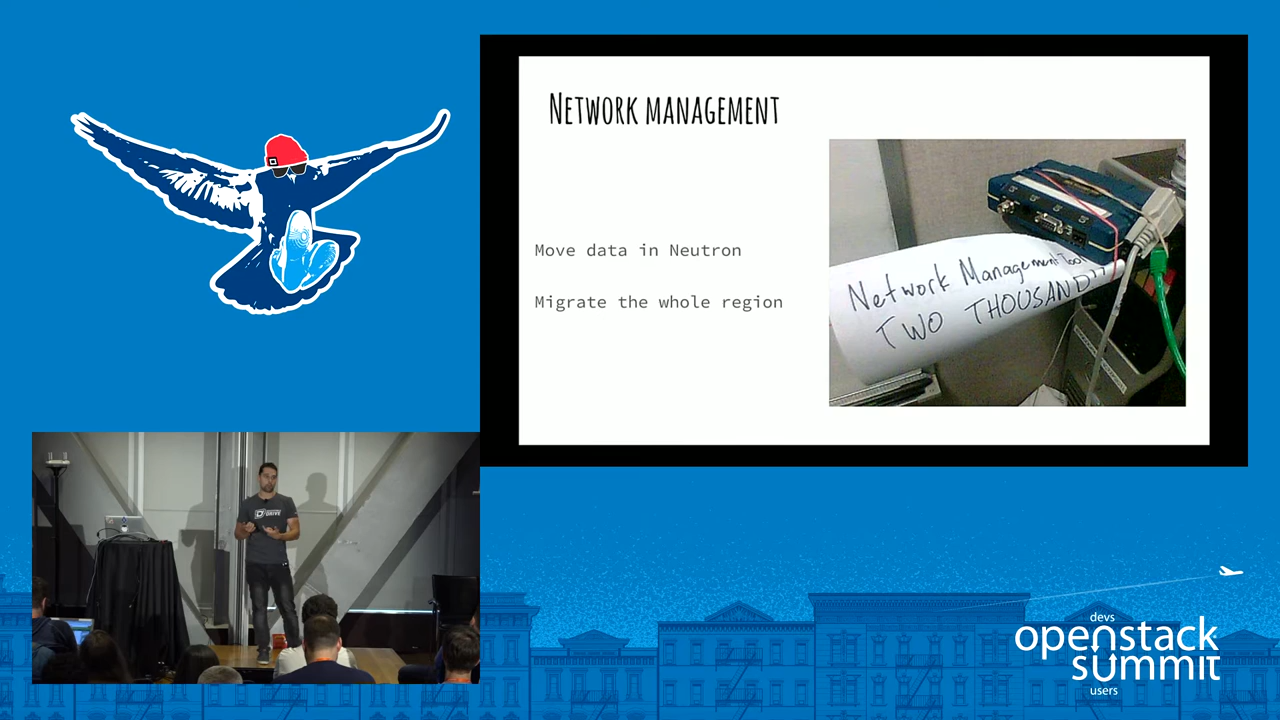 NETWORK MANAGEMENT
Move data in Neutron
Migrate the whole region
Network Management Tool
TWO THOUSAND"
DRIVE
devs
openstack
summit
users